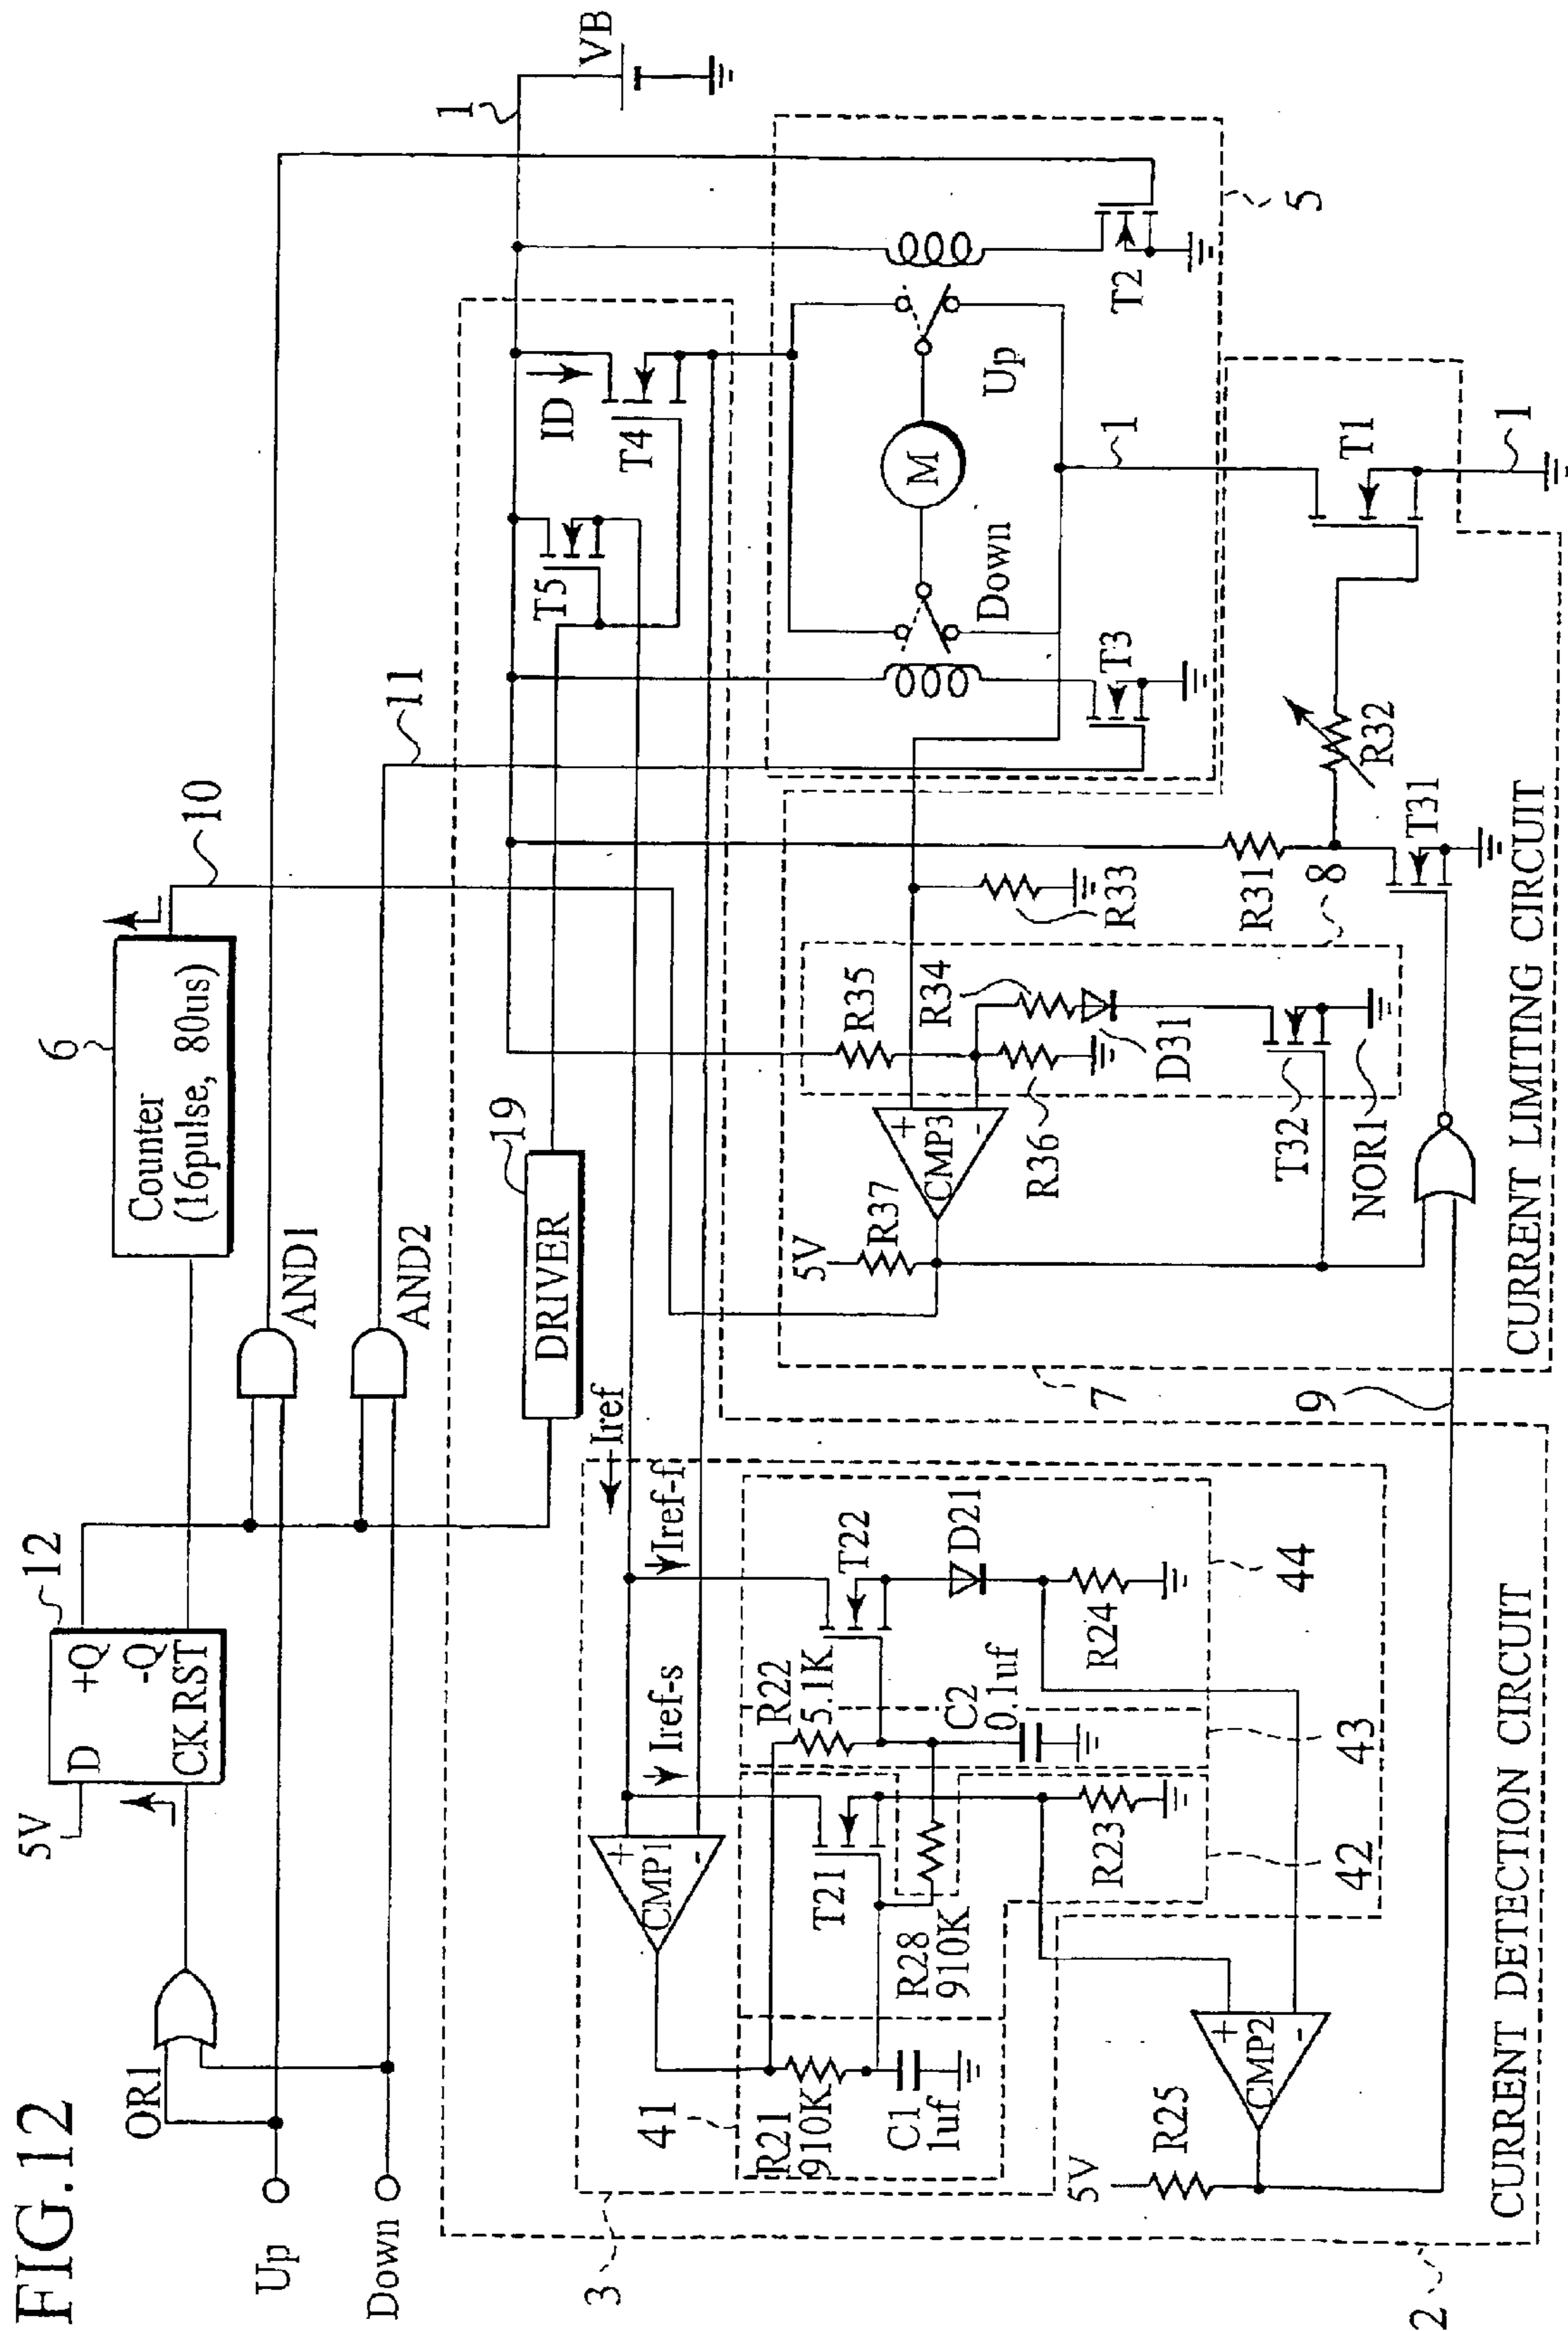 FIG.12
Up
Down
OR1
5V
D
+Q
-Q
CK RST
12
Counter
(16pulse, 80us)
6
10
AND1
AND2
11
DRIVER
19
1
VB
Iref
Iref-f
Iref-s
T5
T4
ID
CMP1
+
-
41
R21
910K
C1
1uf
T21
R28
910K
R22
5.1K
C2
0.1uf
T22
D21
R24
R23
42
43
44
3
5V
R25
CMP2
+
-
CURRENT DETECTION CIRCUIT
2
9
7
5V
R37
CMP3
+
-
R35
R34
R36
D31
T32
NOR1
R33
8
R31
T31
R32
CURRENT LIMITING CIRCUIT
T3
Down
M
Up
T2
5
1
T1
1